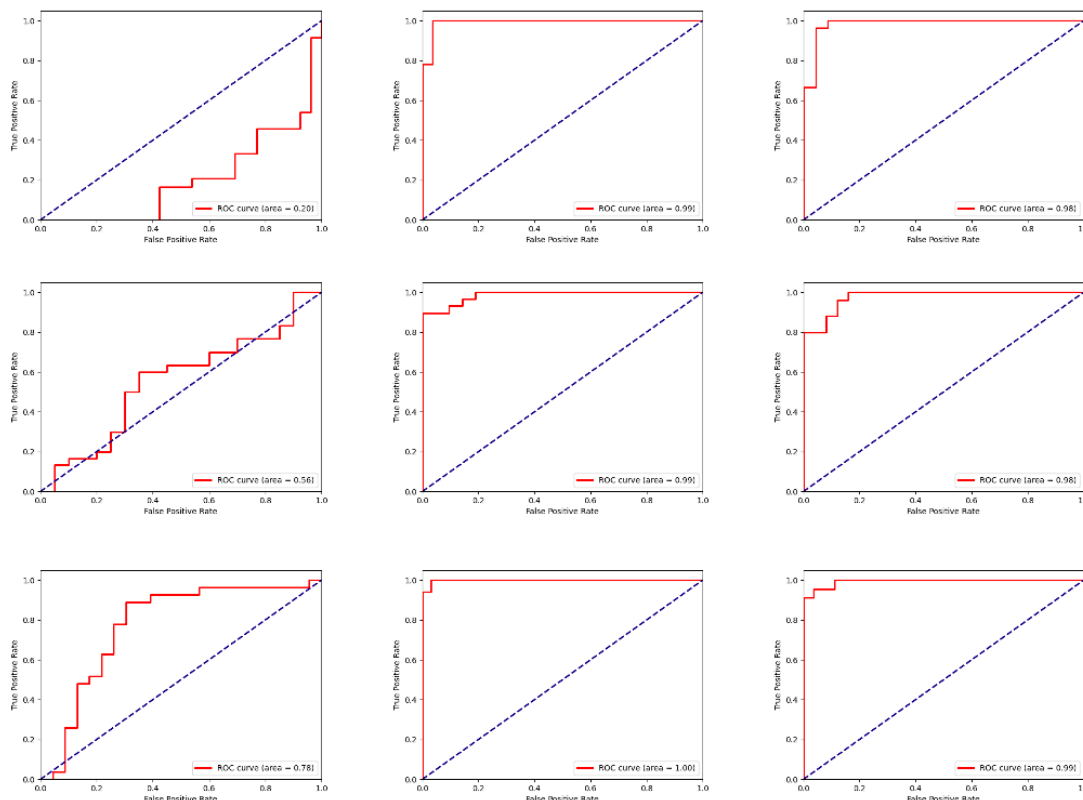 1.0
0.8
0.6
0.4
0.2
0.0
True Positive Rate
ROC curve (area = 0.20)
0.0 0.2 0.4 0.6 0.8 1.0
False Positive Rate
1.0
0.8
0.6
0.4
0.2
0.0
True Positive Rate
ROC curve (area = 0.99)
0.0 0.2 0.4 0.6 0.8 1.0
False Positive Rate
1.0
0.8
0.6
0.4
0.2
0.0
True Positive Rate
ROC curve (area = 0.98)
0.0 0.2 0.4 0.6 0.8 1.0
False Positive Rate
1.0
0.8
0.6
0.4
0.2
0.0
True Positive Rate
ROC curve (area = 0.56)
0.0 0.2 0.4 0.6 0.8 1.0
False Positive Rate
1.0
0.8
0.6
0.4
0.2
0.0
True Positive Rate
ROC curve (area = 0.99)
0.0 0.2 0.4 0.6 0.8 1.0
False Positive Rate
1.0
0.8
0.6
0.4
0.2
0.0
True Positive Rate
ROC curve (area = 0.98)
0.0 0.2 0.4 0.6 0.8 1.0
False Positive Rate
1.0
0.8
0.6
0.4
0.2
0.0
True Positive Rate
ROC curve (area = 0.78)
0.0 0.2 0.4 0.6 0.8 1.0
False Positive Rate
1.0
0.8
0.6
0.4
0.2
0.0
True Positive Rate
ROC curve (area = 1.00)
0.0 0.2 0.4 0.6 0.8 1.0
False Positive Rate
1.0
0.8
0.6
0.4
0.2
0.0
True Positive Rate
ROC curve (area = 0.99)
0.0 0.2 0.4 0.6 0.8 1.0
False Positive Rate